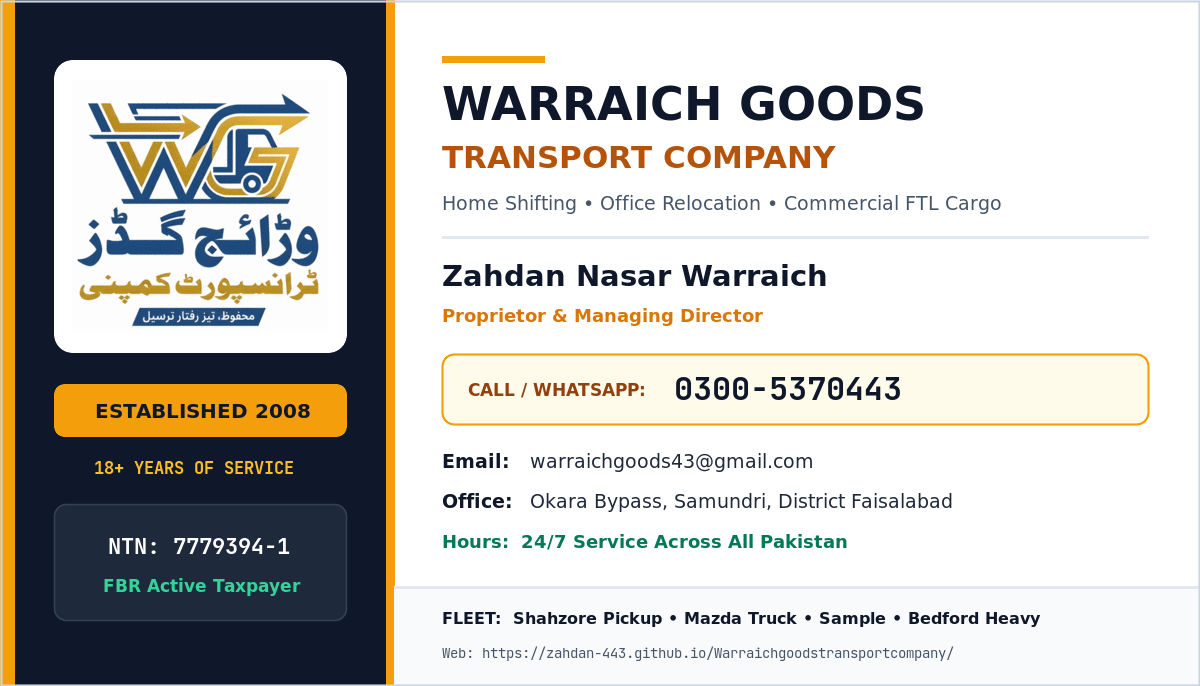 WG
وڑائچ گڈز
ٹرانسپورٹ کمپنی
محفوظ، تیز رفتار ترسیل
ESTABLISHED 2008
18+ YEARS OF SERVICE
NTN: 7779394-1
FBR Active Taxpayer
WARRAICH GOODS
TRANSPORT COMPANY
Home Shifting • Office Relocation • Commercial FTL Cargo
Zahdan Nasar Warraich
Proprietor & Managing Director
CALL / WHATSAPP: 0300-5370443
Email: warraichgoods43@gmail.com
Office: Okara Bypass, Samundri, District Faisalabad
Hours: 24/7 Service Across All Pakistan
FLEET: Shahzore Pickup • Mazda Truck • Sample • Bedford Heavy
Web: https://zahdan-443.github.io/Warraichgoodstransportcompany/